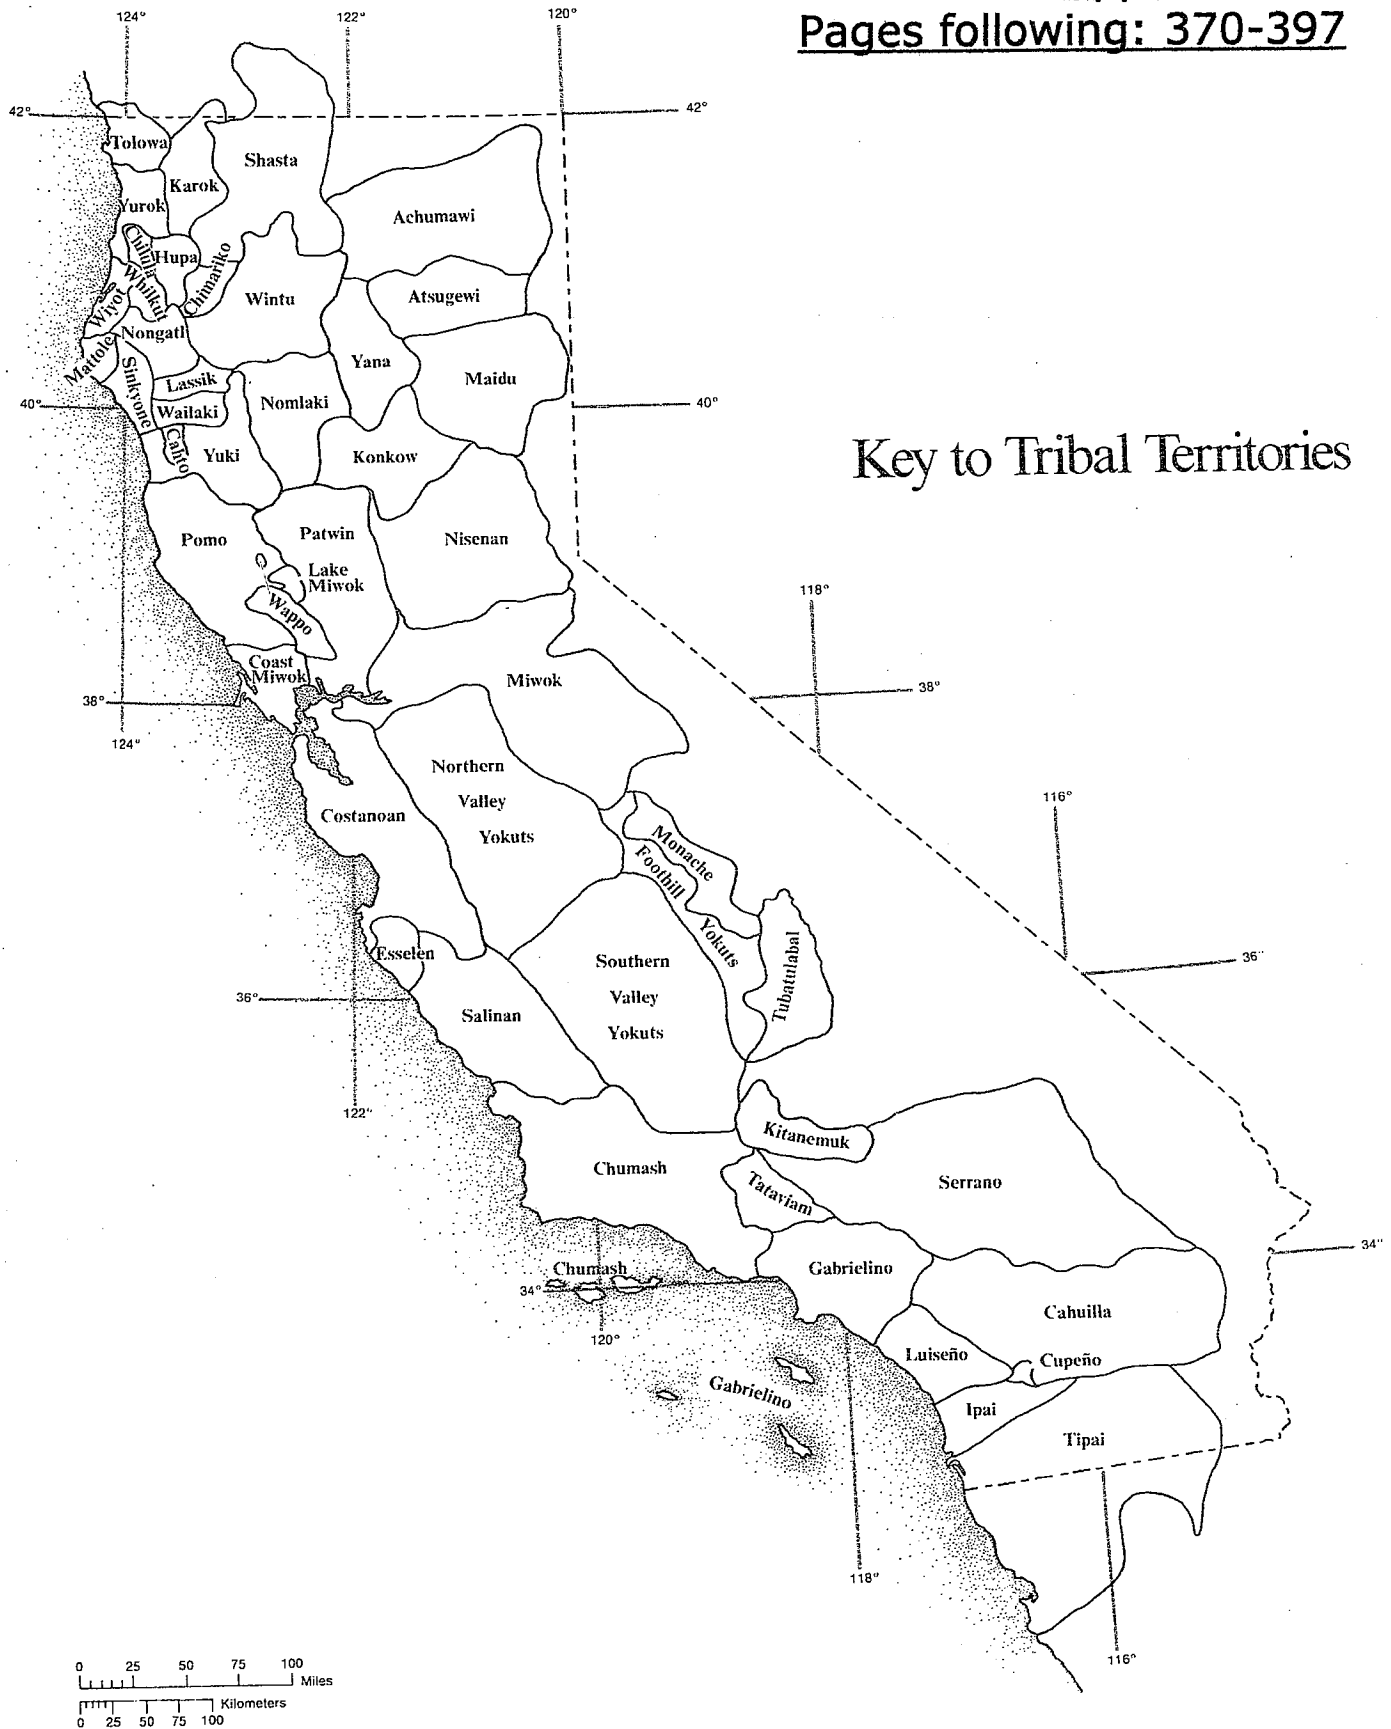 Pages following: 370-397
124°
122°
120°
42°
42°
Tolowa
Shasta
Karok
Yurok
Achumawi
Chilula
Hupa
Chimariko
Whilkut
Wiyot
Wintu
Atsugewi
Nongatl
Mattole
Sinkyone
Yana
Maidu
Lassik
Nomlaki
40°
Wailaki
40°
Cahto
Yuki
Konkow
Key to Tribal Territories
Pomo
Patwin
Nisenan
Lake
Miwok
Wappo
118°
Coast
Miwok
Miwok
38°
38°
124°
Northern
Valley
Yokuts
116°
Costanoan
Monache
Foothill
Yokuts
Esselen
Southern
Valley
Yokuts
Tubatulabal
36°
36°
Salinan
122°
Kitanemuk
Chumash
Serrano
Tataviam
34°
Chumash
34°
Gabrielino
120°
Cahuilla
Luiseño
Cupeño
Gabrielino
Ipai
Tipai
118°
116°
0 25 50 75 100
Miles
Kilometers
0 25 50 75 100